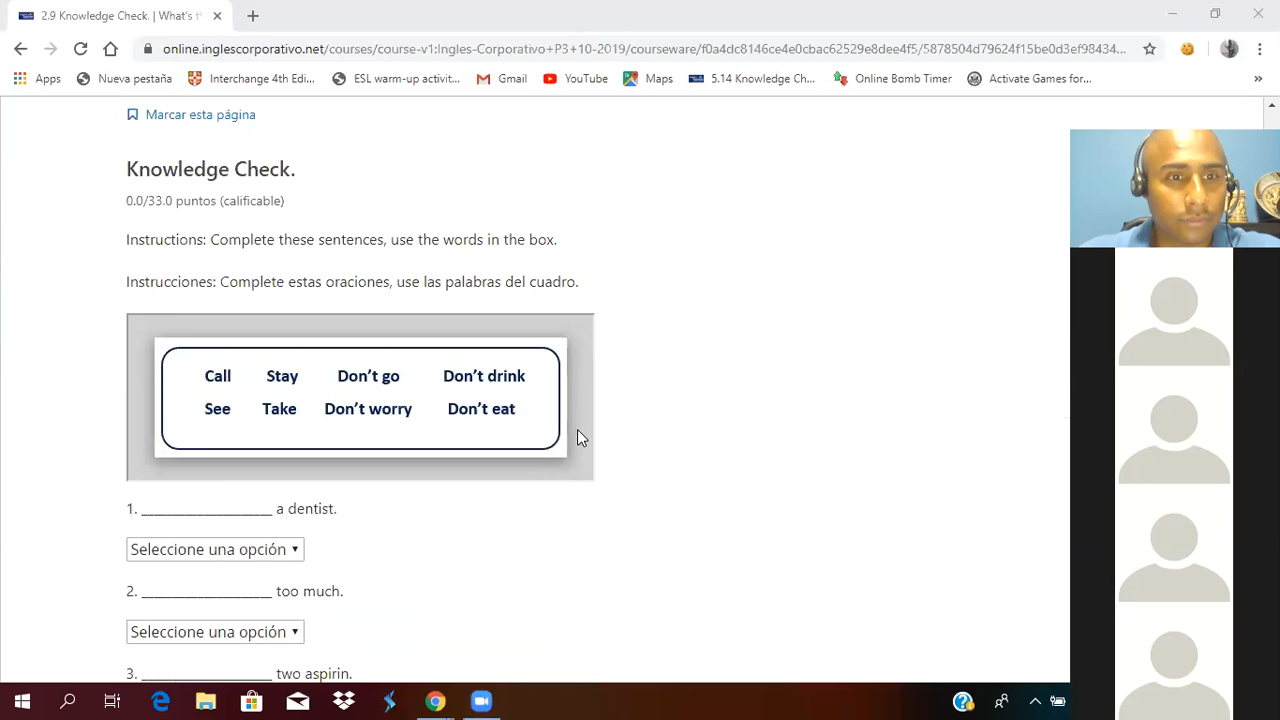 2.9 Knowledge Check. | What's t
online.inglescorporativo.net/courses/course-v1:Ingles-Corporativo+P3+10-2019/courseware/f0a4dc8146ce4e0cbac62529e8dee4f5/5878504d79624f15be0d3ef98434...
Apps Nueva pestaña Interchange 4th Edi... ESL warm-up activit... Gmail YouTube Maps 5.14 Knowledge Ch... Online Bomb Timer Activate Games for... »
Marcar esta página
Knowledge Check.
0.0/33.0 puntos (calificable)
Instructions: Complete these sentences, use the words in the box.
Instrucciones: Complete estas oraciones, use las palabras del cuadro.
Call Stay Don't go Don't drink
See Take Don't worry Don't eat
1. ____________________ a dentist.
Seleccione una opción
2. ____________________ too much.
Seleccione una opción
3. ____________________ two aspirin.